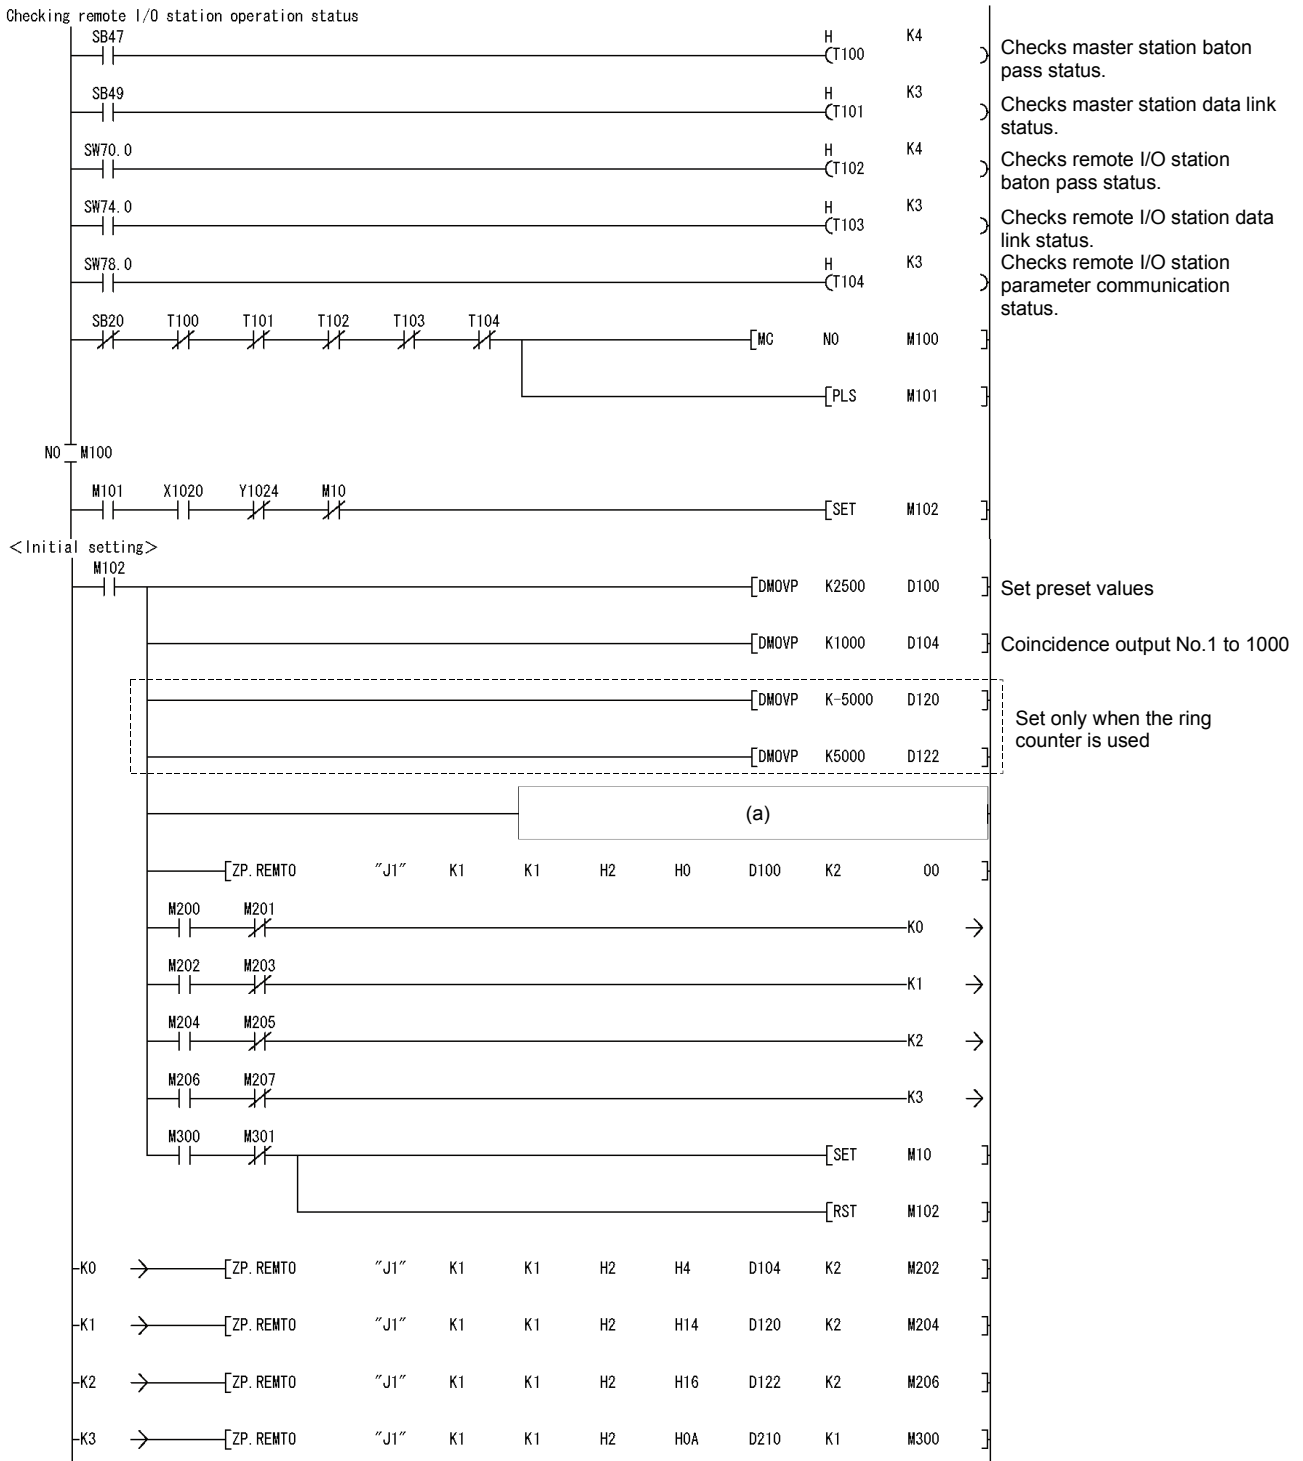 Checking remote I/O station operation status
SB47 H K4
T100
Checks master station baton
pass status.
SB49 H K3
T101
Checks master station data link
status.
SW70.0 H K4
T102
Checks remote I/O station
baton pass status.
SW74.0 H K3
T103
Checks remote I/O station data
link status.
SW78.0 H K3
T104
Checks remote I/O station
parameter communication
status.
SB20 T100 T101 T102 T103 T104
MC N0 M100
PLS M101
N0 M100
M101 X1020 Y1024 M10
SET M102
<Initial setting>
M102
DMOVP K2500 D100
Set preset values
DMOVP K1000 D104
Coincidence output No.1 to 1000
DMOVP K-5000 D120
Set only when the ring
counter is used
DMOVP K5000 D122
(a)
ZP.REMTO "J1" K1 K1 H2 H0 D100 K2 00
M200 M201
K0
M202 M203
K1
M204 M205
K2
M206 M207
K3
M300 M301
SET M10
RST M102
K0 ZP.REMTO "J1" K1 K1 H2 H4 D104 K2 M202
K1 ZP.REMTO "J1" K1 K1 H2 H14 D120 K2 M204
K2 ZP.REMTO "J1" K1 K1 H2 H16 D122 K2 M206
K3 ZP.REMTO "J1" K1 K1 H2 H0A D210 K1 M300